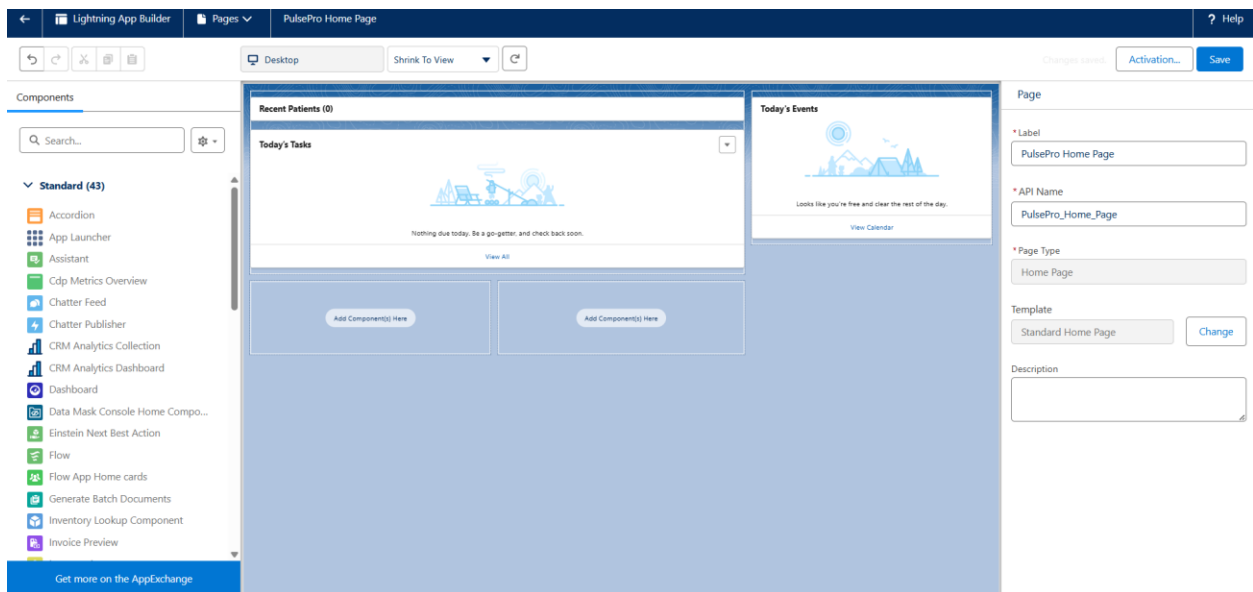 Lightning App Builder
Pages
PulsePro Home Page
? Help
Desktop
Shrink To View
Changes saved.
Activation...
Save
Components
Search...
Standard (43)
Accordion
App Launcher
Assistant
Cdp Metrics Overview
Chatter Feed
Chatter Publisher
CRM Analytics Collection
CRM Analytics Dashboard
Dashboard
Data Mask Console Home Compo...
Einstein Next Best Action
Flow
Flow App Home cards
Generate Batch Documents
Inventory Lookup Component
Invoice Preview
Get more on the AppExchange
Recent Patients (0)
Today's Tasks
Nothing due today. Be a go-getter, and check back soon.
View All
Add Component(s) Here
Add Component(s) Here
Today's Events
Looks like you're free and clear the rest of the day.
View Calendar
Page
*Label
PulsePro Home Page
*API Name
PulsePro_Home_Page
*Page Type
Home Page
Template
Standard Home Page
Change
Description